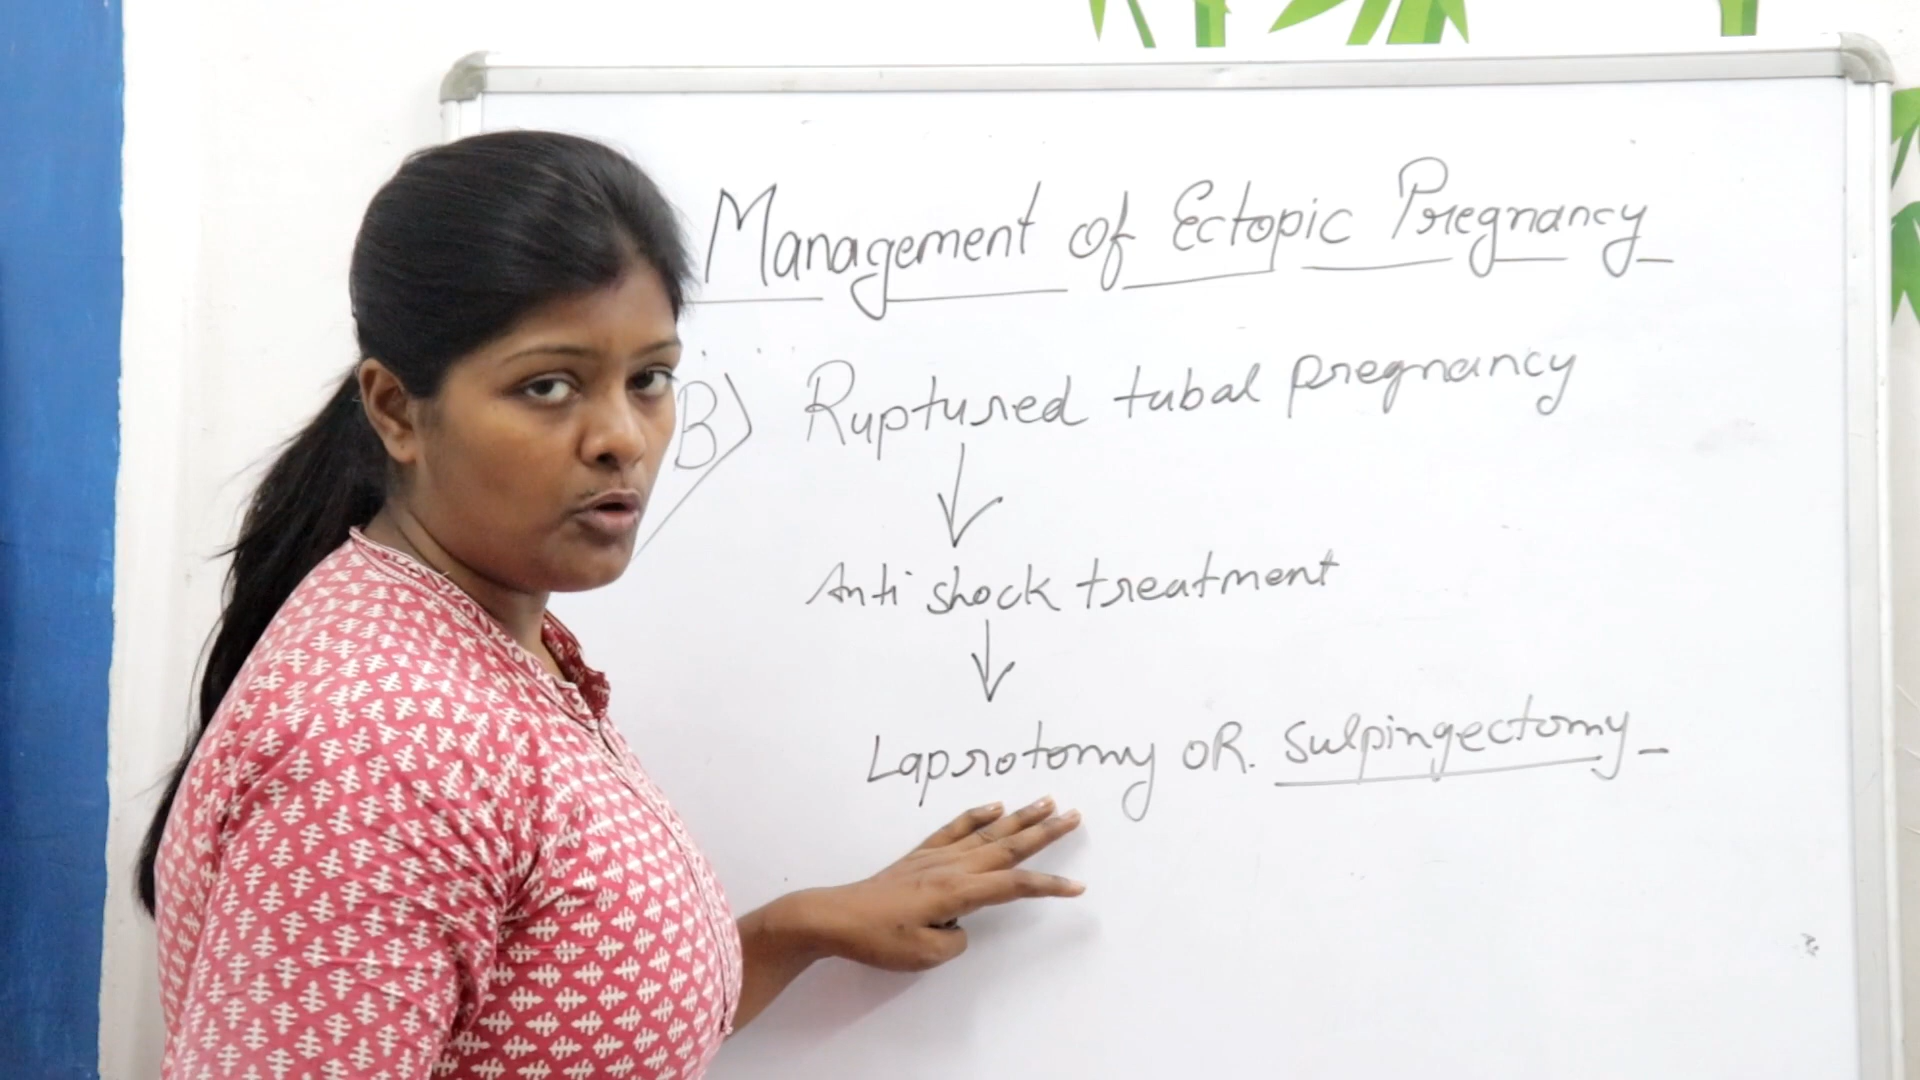 Management of Ectopic Pregnancy
B) Ruptured tubal pregnancy
Anti shock treatment
Laprotomy OR. Sulpingectomy